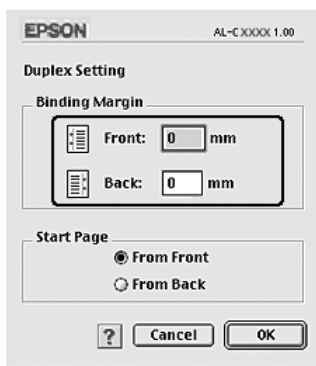 EPSON
AL-C XXXX 1.00
Duplex Setting
Binding Margin
Front: 0 mm
Back: 0 mm
Start Page
From Front
From Back
? Cancel OK